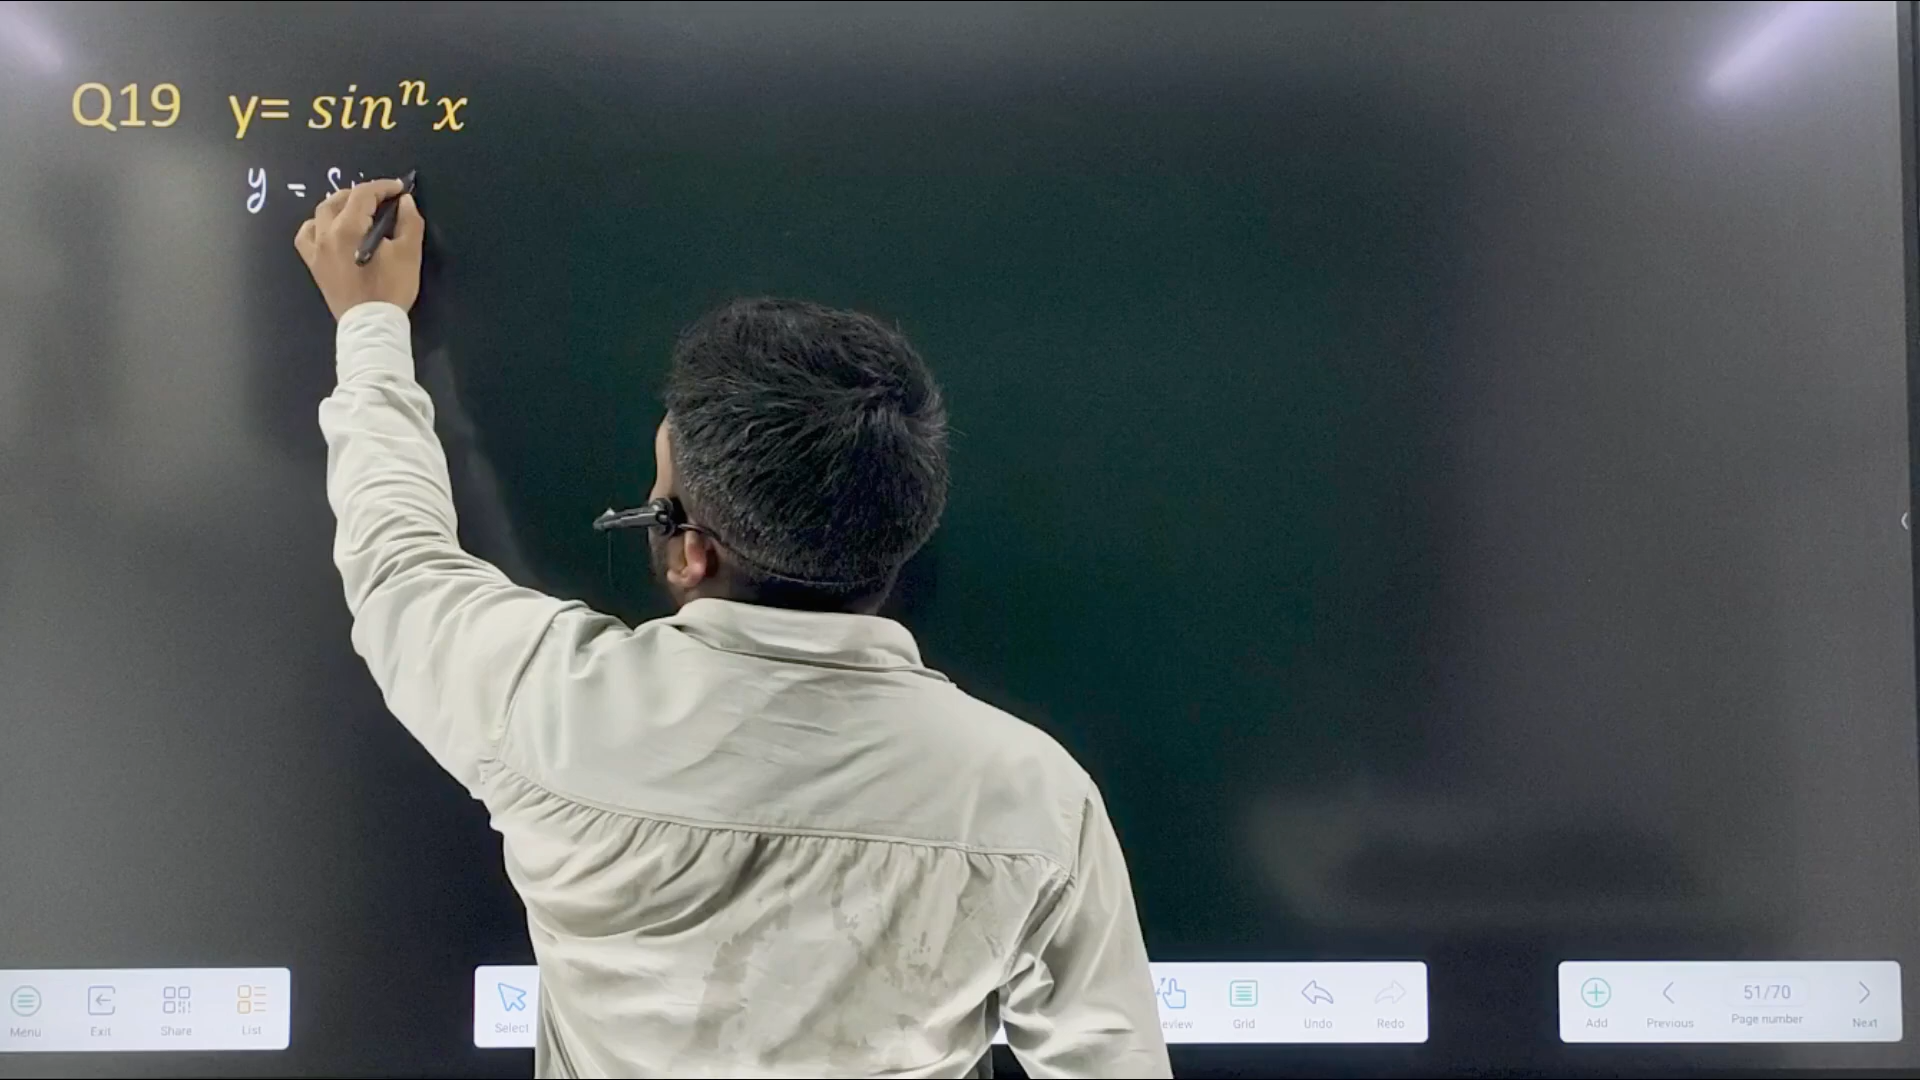 Q19 y= sinⁿx
y =
Menu Exit Share List Select Grid Undo Redo Add Previous 51/70 Page number Next